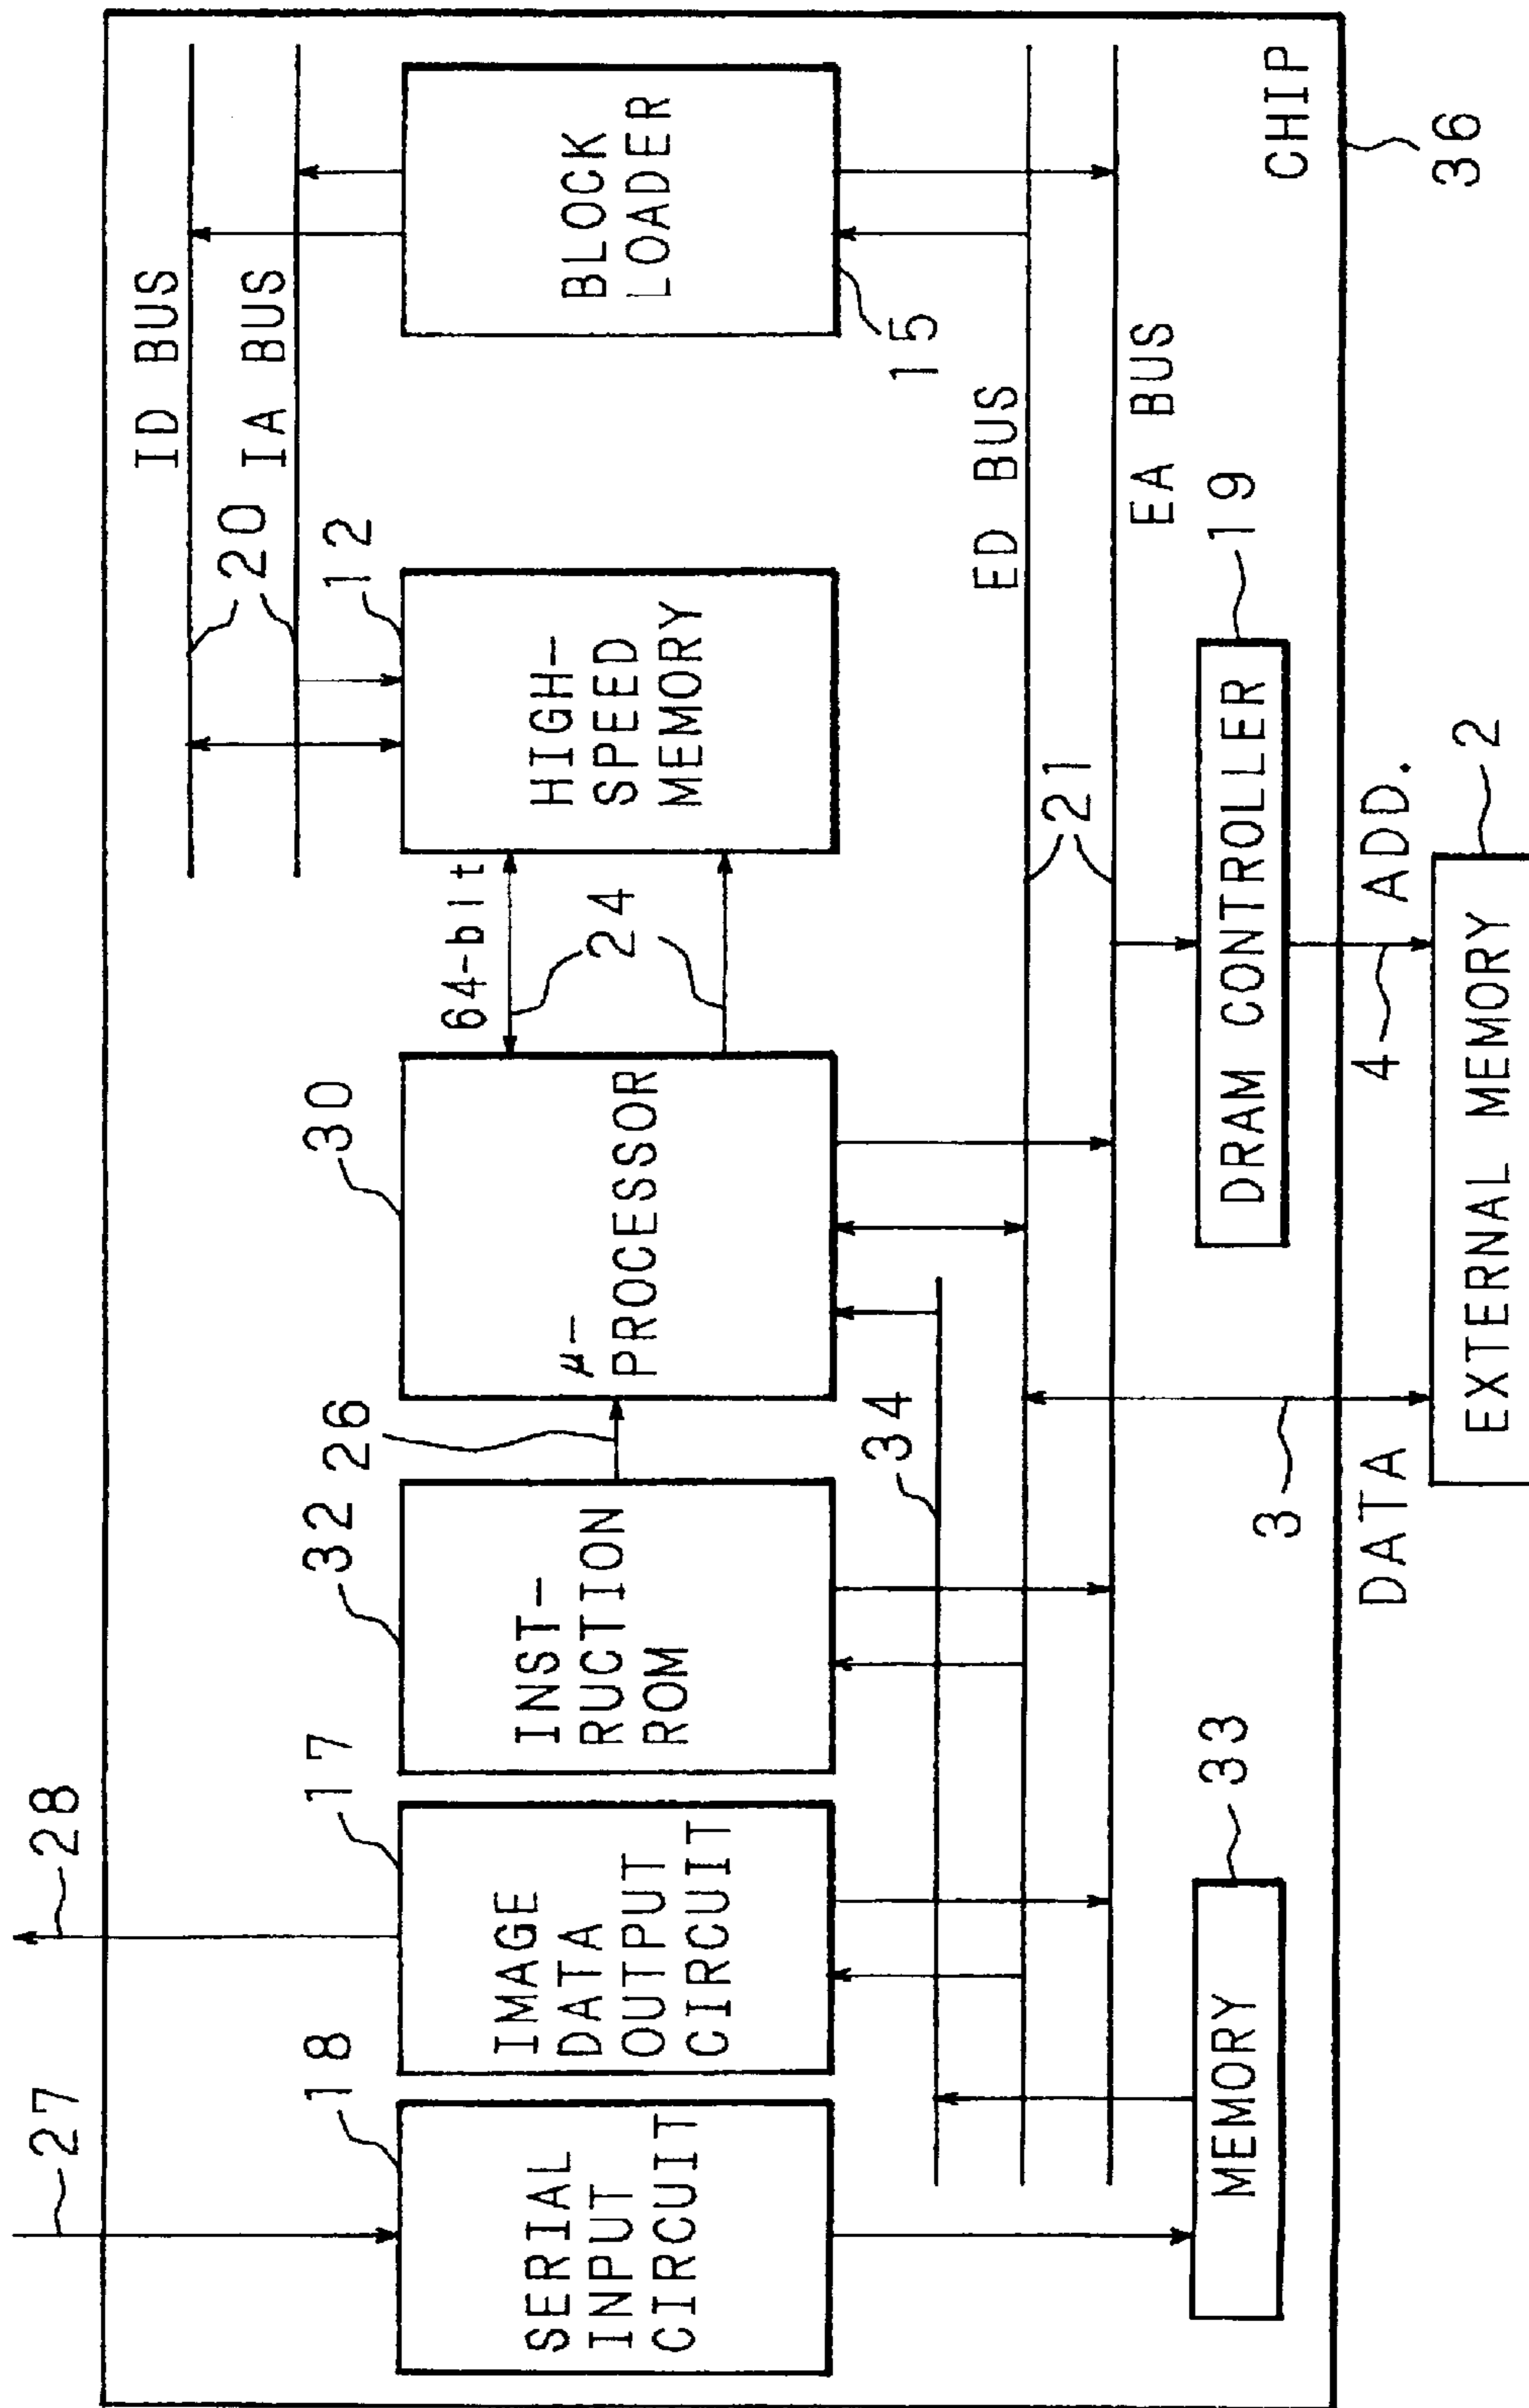 27
28
18
17
32
26
30
64-bit
24
12
20
ID BUS
IA BUS
SERIAL
INPUT
CIRCUIT
IMAGE
DATA
OUTPUT
CIRCUIT
INST-
RUCTION
ROM
μ-
PROCESSOR
HIGH-
SPEED
MEMORY
BLOCK
LOADER
15
34
ED BUS
21
EA BUS
33
MEMORY
19
DRAM CONTROLLER
CHIP
36
3
DATA
4
ADD.
2
EXTERNAL MEMORY